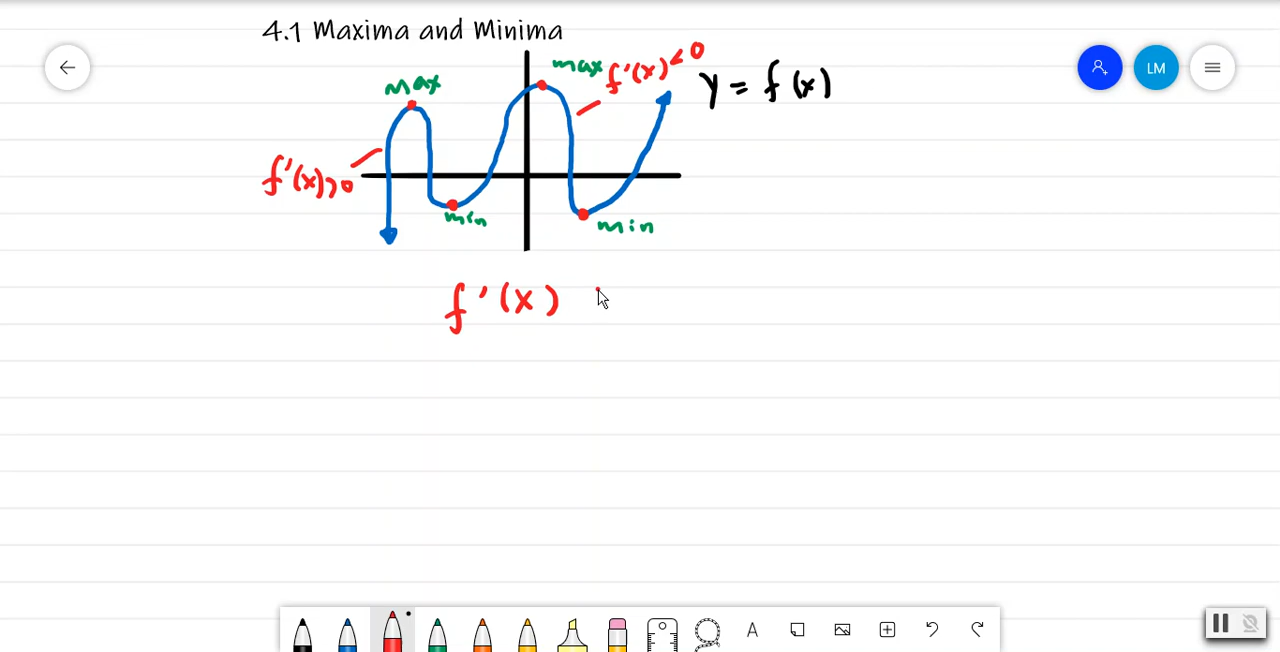 4.1 Maxima and Minima
max
max
f'(x)<0
y = f(x)
f'(x)>0
min
min
f'(x)
LM
A